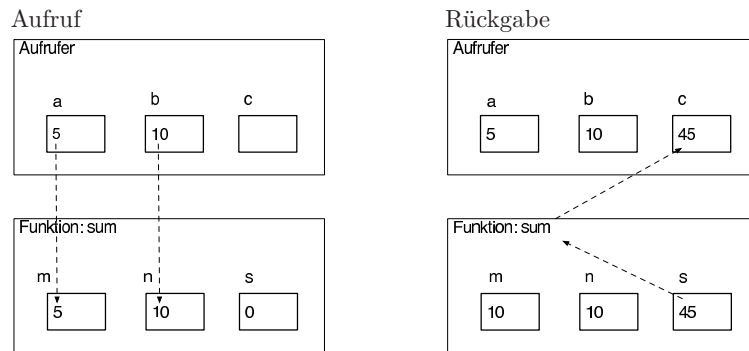 Aufruf
Aufrufer
a b c
5 10
Funktion: sum
m n s
5 10 0
Rückgabe
Aufrufer
a b c
5 10 45
Funktion: sum
m n s
10 10 45